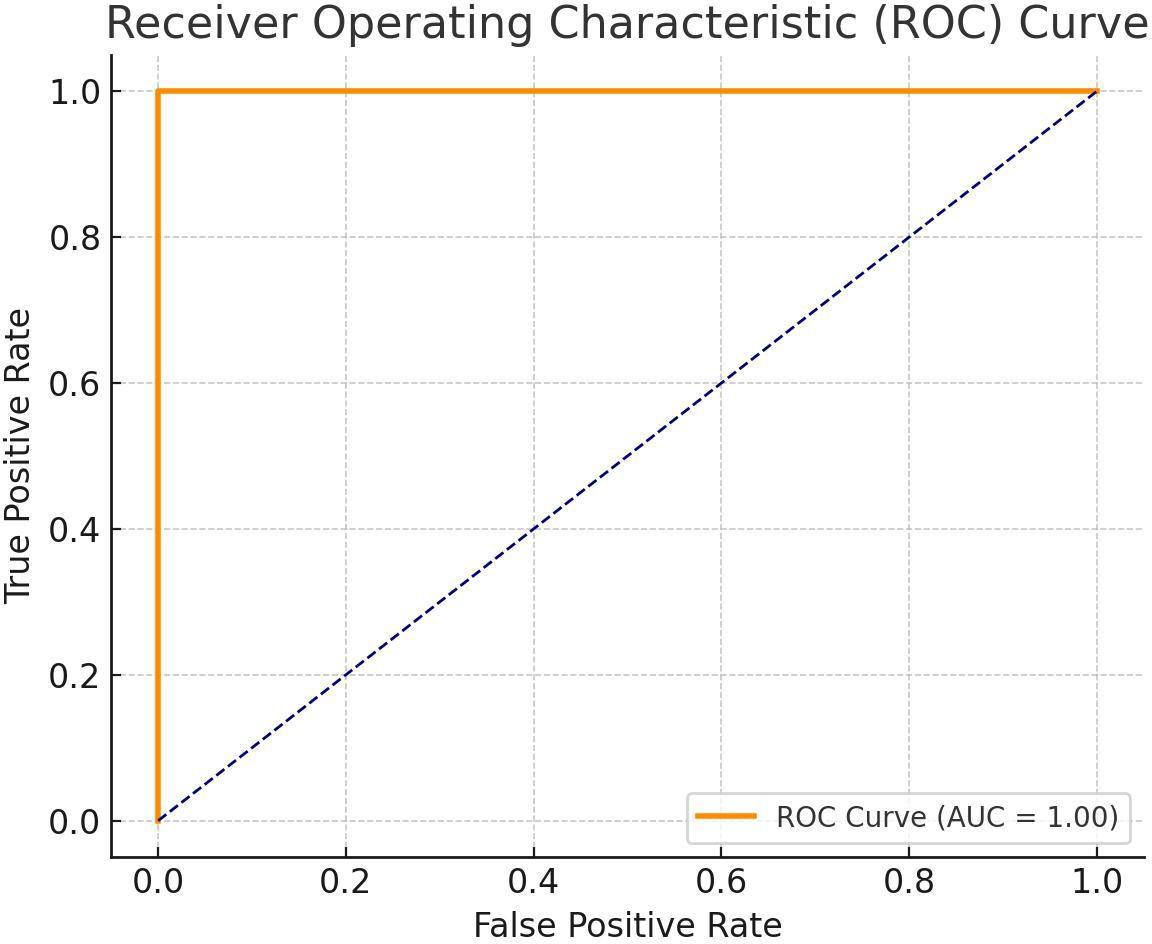 Receiver Operating Characteristic (ROC) Curve
1.0
0.8
0.6
0.4
0.2
0.0
True Positive Rate
ROC Curve (AUC = 1.00)
0.0 0.2 0.4 0.6 0.8 1.0
False Positive Rate